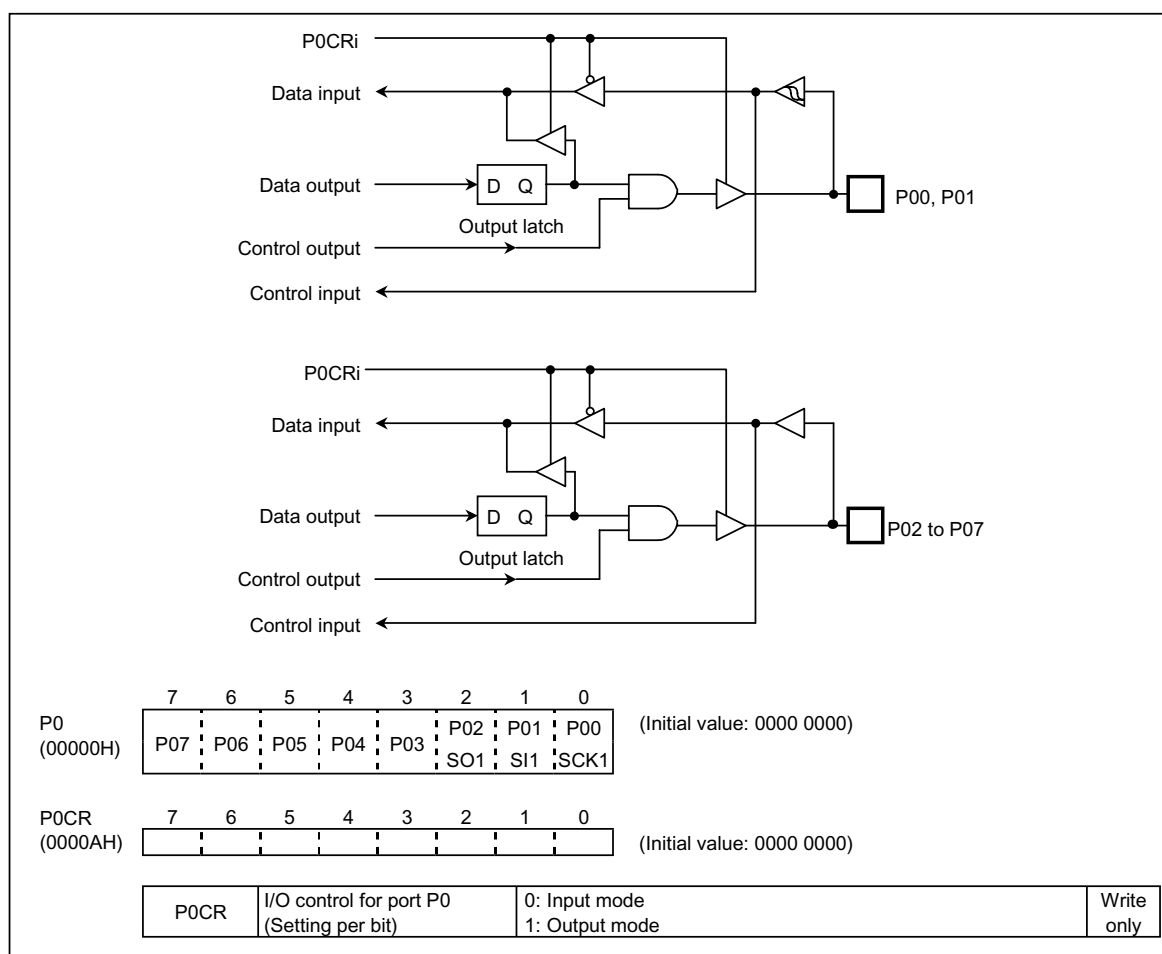 P0CRi
Data input
Data output
D Q
Output latch
P00, P01
Control output
Control input
P0CRi
Data input
Data output
D Q
Output latch
P02 to P07
Control output
Control input
7 6 5 4 3 2 1 0
P0
(00000H)
P07 P06 P05 P04 P03 P02 P01 P00
SO1 SI1 SCK1
(Initial value: 0000 0000)
P0CR
(0000AH)
7 6 5 4 3 2 1 0
(Initial value: 0000 0000)
P0CR
I/O control for port P0
(Setting per bit)
0: Input mode
1: Output mode
Write
only